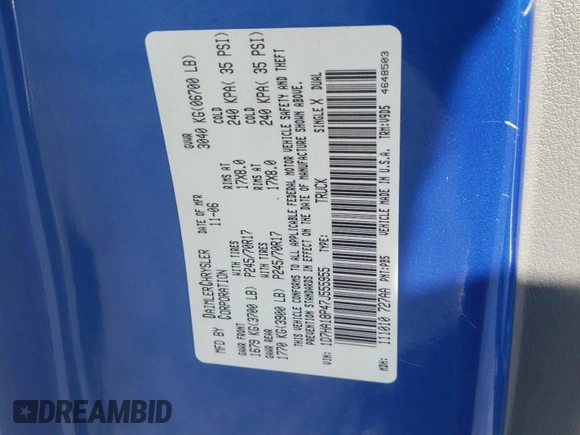 MFD BY DAIMLERCHRYSLER CORPORATION
DATE OF MFR 11-06
GVWR 3040 KG(06700 LB)
GAWR FRONT 1679 KG(3700 LB)
WITH TIRES P245/70R17
RIMS AT 17X8.0
COLD 240 KPA( 35 PSI)
GAWR REAR 1770 KG(3900 LB)
WITH TIRES P245/70R17
RIMS AT 17X8.0
COLD 240 KPA( 35 PSI)
THIS VEHICLE CONFORMS TO ALL APPLICABLE FEDERAL MOTOR VEHICLE SAFETY AND THEFT
PREVENTION STANDARDS IN EFFECT ON THE DATE OF MANUFACTURE SHOWN ABOVE.
VIN: 1D7HA18P47J555955 TYPE: TRUCK SINGLE X DUAL
MDH: 111010 727AA PNT:PB5 VEHICLE MADE IN U.S.A. TRM:V9D5
4648503
DREAMBID